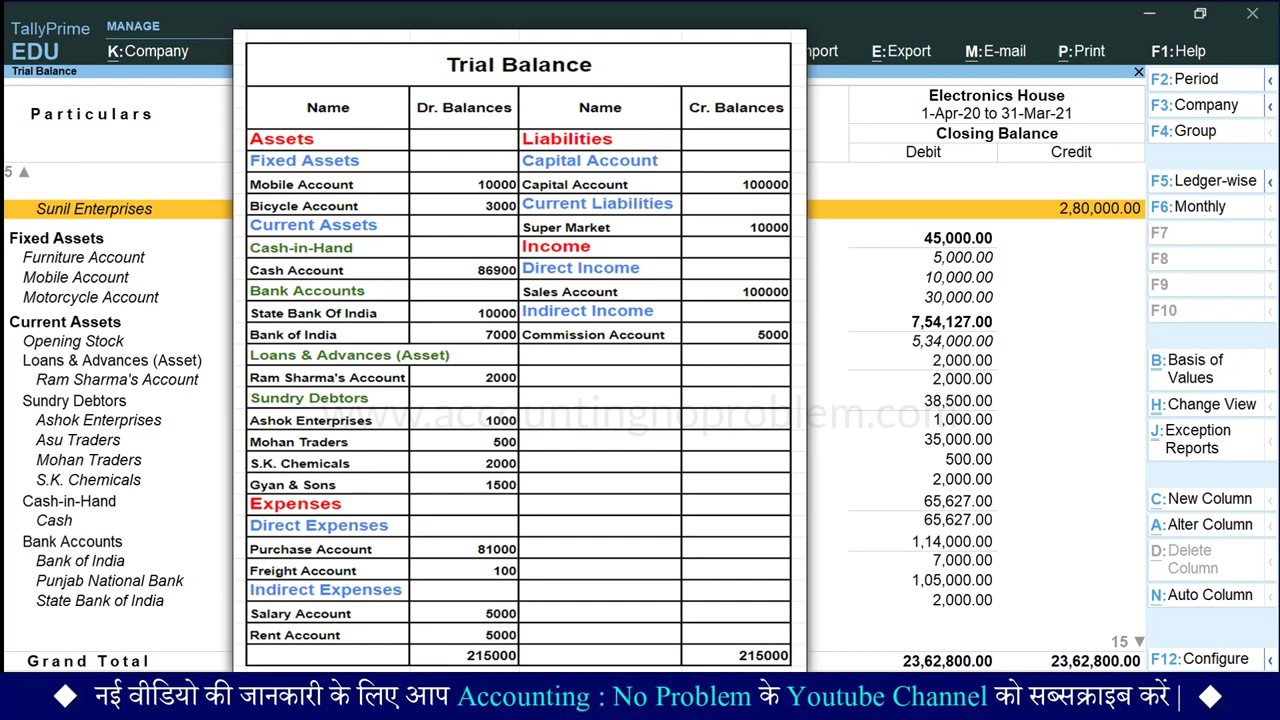 TallyPrime MANAGE
EDU K:Company mport E:Export M:E-mail P:Print F1:Help
Trial Balance
Particulars
Electronics House
1-Apr-20 to 31-Mar-21
Closing Balance
Debit Credit
5
Sunil Enterprises 2,80,000.00
Fixed Assets 45,000.00
Furniture Account 5,000.00
Mobile Account 10,000.00
Motorcycle Account 30,000.00
Current Assets 7,54,127.00
Opening Stock 5,34,000.00
Loans & Advances (Asset) 2,000.00
Ram Sharma's Account 2,000.00
Sundry Debtors 38,500.00
Ashok Enterprises 1,000.00
Asu Traders 35,000.00
Mohan Traders 500.00
S.K. Chemicals 2,000.00
Cash-in-Hand 65,627.00
Cash 65,627.00
Bank Accounts 1,14,000.00
Bank of India 7,000.00
Punjab National Bank 1,05,000.00
State Bank of India 2,000.00
15
Grand Total 23,62,800.00 23,62,800.00
Trial Balance
Name Dr. Balances Name Cr. Balances
Assets Liabilities
Fixed Assets Capital Account
Mobile Account 10000 Capital Account 100000
Bicycle Account 3000 Current Liabilities
Current Assets Super Market 10000
Cash-in-Hand Income
Cash Account 86900 Direct Income
Bank Accounts Sales Account 100000
State Bank Of India 10000 Indirect Income
Bank of India 7000 Commission Account 5000
Loans & Advances (Asset)
Ram Sharma's Account 2000
Sundry Debtors
Ashok Enterprises 1000
Mohan Traders 500
S.K. Chemicals 2000
Gyan & Sons 1500
Expenses
Direct Expenses
Purchase Account 81000
Freight Account 100
Indirect Expenses
Salary Account 5000
Rent Account 5000
215000 215000
www.accountingnoproblem.com
F2:Period
F3:Company
F4:Group
F5:Ledger-wise
F6:Monthly
F7
F8
F9
F10
B:Basis of
Values
H:Change View
J:Exception
Reports
C:New Column
A:Alter Column
D:Delete
Column
N:Auto Column
F12:Configure
नई वीडियो की जानकारी के लिए आप Accounting : No Problem के Youtube Channel को सब्सक्राइब करें |